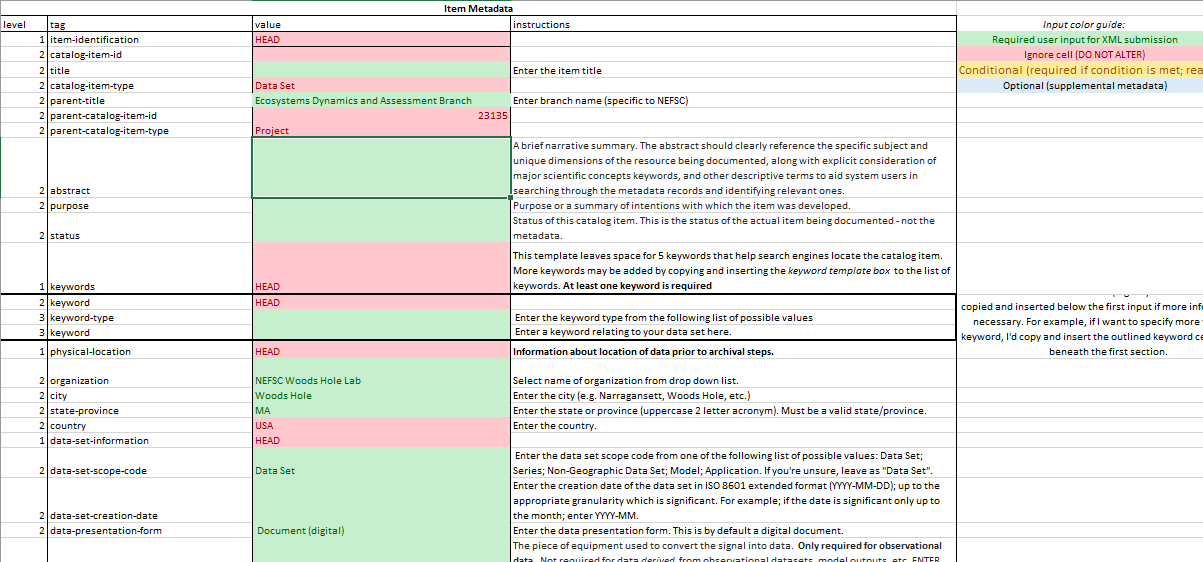 Item Metadata
level tag value instructions Input color guide:
1 item-identification HEAD Required user input for XML submission
2 catalog-item-id Ignore cell (DO NOT ALTER)
2 title Enter the item title Conditional (required if condition is met; rea
2 catalog-item-type Data Set Optional (supplemental metadata)
2 parent-title Ecosystems Dynamics and Assessment Branch Enter branch name (specific to NEFSC)
2 parent-catalog-item-id 23135
2 parent-catalog-item-type Project
A brief narrative summary. The abstract should clearly reference the specific subject and
unique dimensions of the resource being documented, along with explicit consideration of
major scientific concepts keywords, and other descriptive terms to aid system users in
2 abstract searching through the metadata records and identifying relevant ones.
2 purpose Purpose or a summary of intentions with which the item was developed.
Status of this catalog item. This is the status of the actual item being documented - not the
2 status metadata.
This template leaves space for 5 keywords that help search engines locate the catalog item.
More keywords may be added by copying and inserting the keyword template box to the list of
1 keywords HEAD keywords. At least one keyword is required
2 keyword HEAD
copied and inserted below the first input if more info
3 keyword-type Enter the keyword type from the following list of possible values
necessary. For example, if I want to specify more
3 keyword Enter a keyword relating to your data set here.
keyword, I'd copy and insert the outlined keyword ce
1 physical-location HEAD Information about location of data prior to archival steps. beneath the first section.
2 organization NEFSC Woods Hole Lab Select name of organization from drop down list.
2 city Woods Hole Enter the city (e.g. Narragansett, Woods Hole, etc.)
2 state-province MA Enter the state or province (uppercase 2 letter acronym). Must be a valid state/province.
2 country USA Enter the country.
1 data-set-information HEAD
Enter the data set scope code from one of the following list of possible values: Data Set;
2 data-set-scope-code Data Set Series; Non-Geographic Data Set; Model; Application. If you're unsure, leave as "Data Set".
Enter the creation date of the data set in ISO 8601 extended format (YYYY-MM-DD); up to the
appropriate granularity which is significant. For example; if the date is significant only up to
2 data-set-creation-date the month; enter YYYY-MM.
2 data-presentation-form Document (digital) Enter the data presentation form. This is by default a digital document.
The piece of equipment used to convert the signal into data. Only required for observational
data. Not required for data derived from observational datasets, model outputs, etc. ENTER